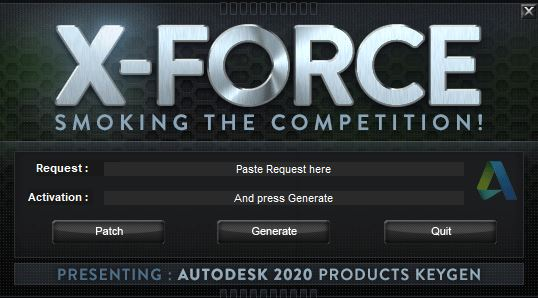 X-FORCE
SMOKING THE COMPETITION!
Request :
Paste Request here
Activation :
And press Generate
Patch
Generate
Quit
PRESENTING : AUTODESK 2020 PRODUCTS KEYGEN